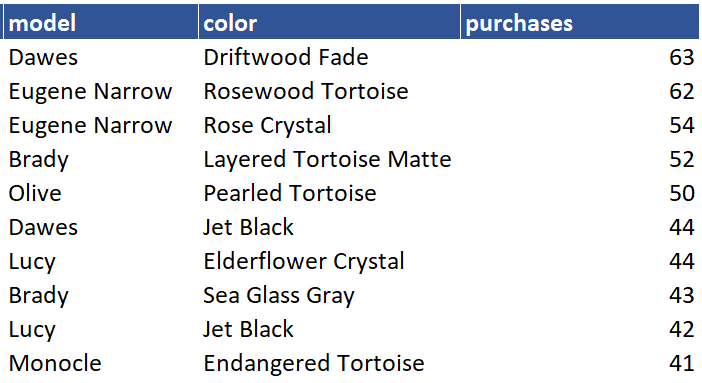 model color purchases
Dawes Driftwood Fade 63
Eugene Narrow Rosewood Tortoise 62
Eugene Narrow Rose Crystal 54
Brady Layered Tortoise Matte 52
Olive Pearled Tortoise 50
Dawes Jet Black 44
Lucy Elderflower Crystal 44
Brady Sea Glass Gray 43
Lucy Jet Black 42
Monocle Endangered Tortoise 41